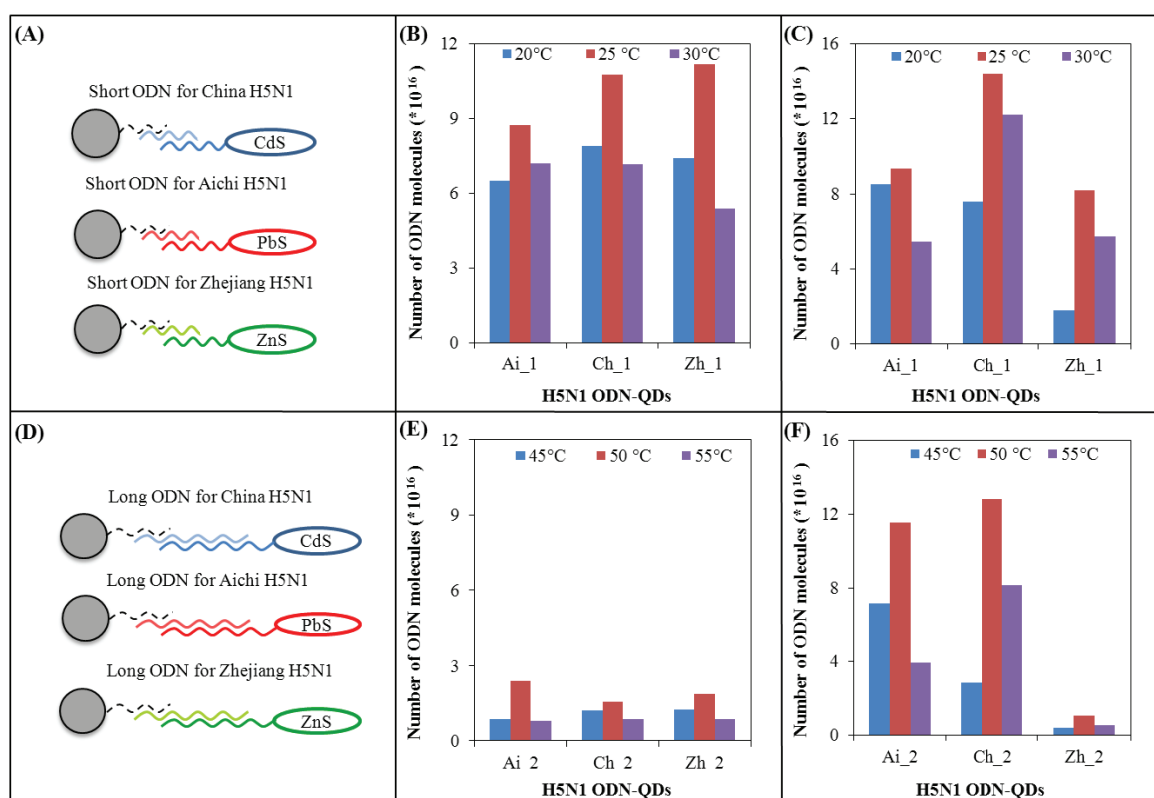 (A)
Short ODN for China H5N1
CdS
Short ODN for Aichi H5N1
PbS
Short ODN for Zhejiang H5N1
ZnS
(B)
12
9
6
3
0
Number of ODN molecules (*10¹⁶ )
20°C 25 °C 30°C
Ai_1 Ch_1 Zh_1
H5N1 ODN-QDs
(C)
16
12
8
4
0
Number of ODN molecules (*10¹⁶ )
20°C 25 °C 30°C
Ai_1 Ch_1 Zh_1
H5N1 ODN-QDs
(D)
Long ODN for China H5N1
CdS
Long ODN for Aichi H5N1
PbS
Long ODN for Zhejiang H5N1
ZnS
(E)
12
9
6
3
0
Number of ODN molecules (*10¹⁶ )
45°C 50 °C 55°C
Ai_2 Ch_2 Zh_2
H5N1 ODN-QDs
(F)
16
12
8
4
0
Number of ODN molecules (*10¹⁶ )
45°C 50 °C 55°C
Ai_2 Ch_2 Zh_2
H5N1 ODN-QDs